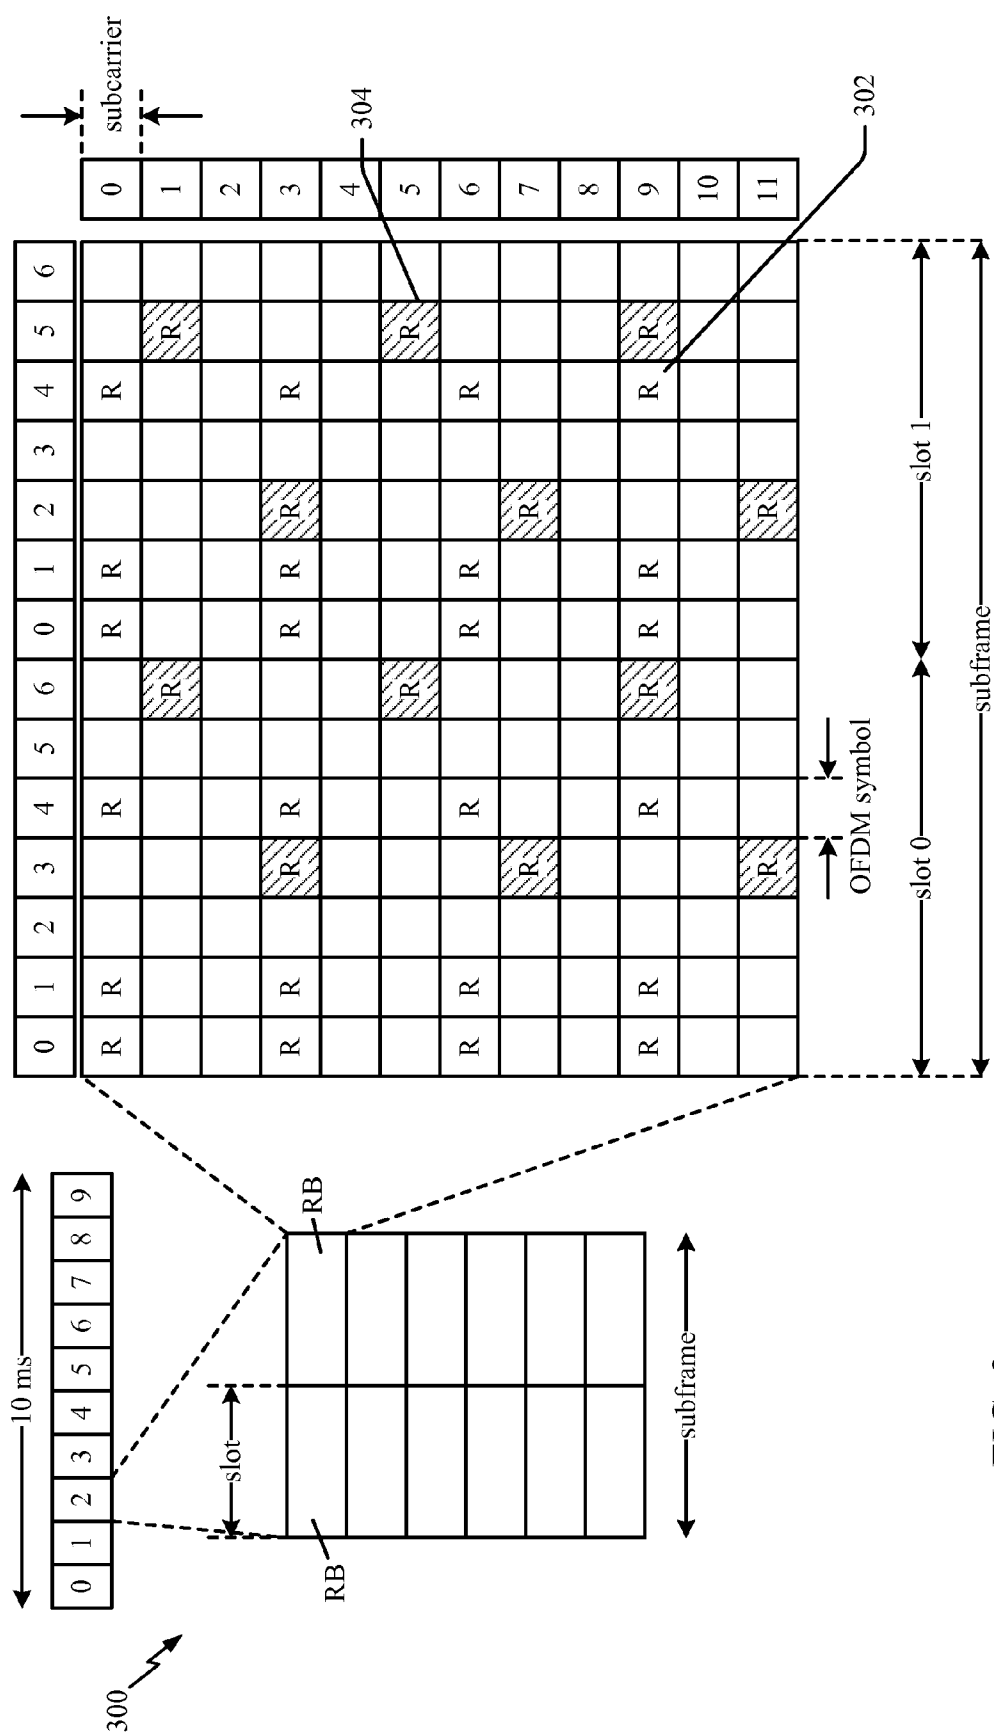 300
10 ms
0 1 2 3 4 5 6 7 8 9
slot
RB
RB
subframe
0 1 2 3 4 5 6 0 1 2 3 4 5 6
subcarrier
R R R R R R 0
R R 1
2
R R R R R R R R 3
4
304
R R 5
R R R R R R 6
R R 7
8
R R R R R R R R 9
10
R R 11
302
OFDM symbol
slot 0
slot 1
subframe